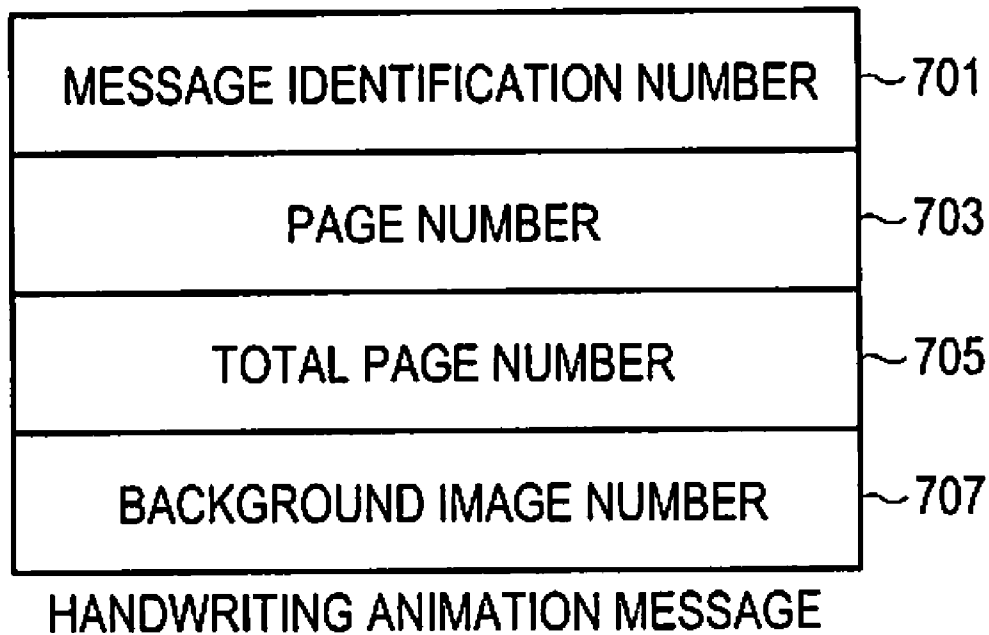 MESSAGE IDENTIFICATION NUMBER ~701
PAGE NUMBER ~703
TOTAL PAGE NUMBER ~705
BACKGROUND IMAGE NUMBER ~707
HANDWRITING ANIMATION MESSAGE